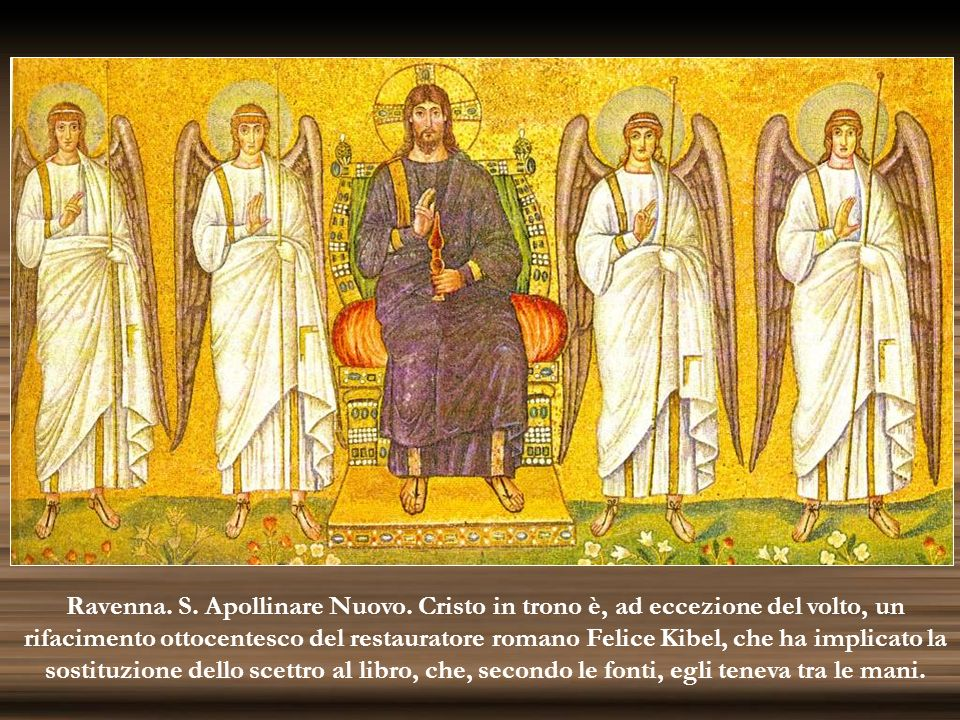 Ravenna. S. Apollinare Nuovo. Cristo in trono è, ad eccezione del volto, un
rifacimento ottocentesco del restauratore romano Felice Kibel, che ha implicato la
sostituzione dello scettro al libro, che, secondo le fonti, egli teneva tra le mani.